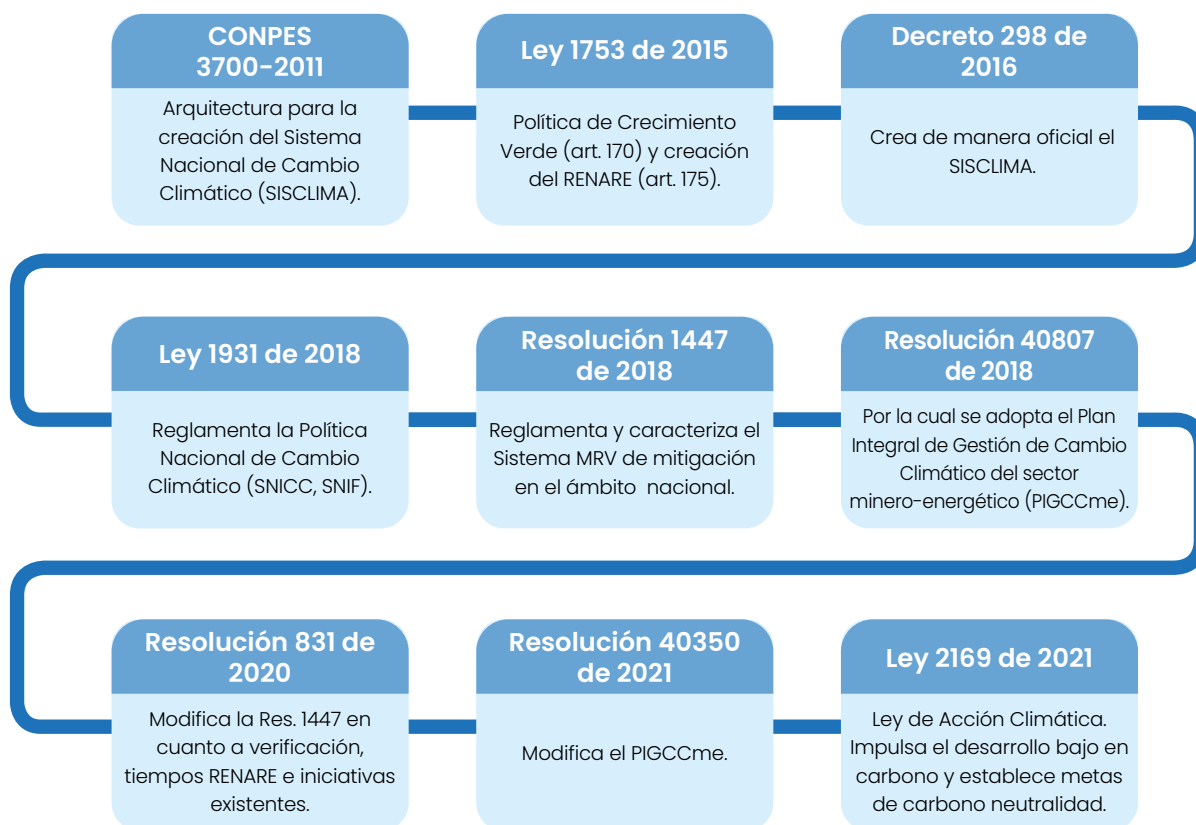 CONPES
3700-2011
Arquitectura para la
creación del Sistema
Nacional de Cambio
Climático (SISCLIMA).
Ley 1753 de 2015
Política de Crecimiento
Verde (art. 170) y creación
del RENARE (art. 175).
Decreto 298 de
2016
Crea de manera oficial el
SISCLIMA.
Ley 1931 de 2018
Reglamenta la Política
Nacional de Cambio
Climático (SNICC, SNIF).
Resolución 1447
de 2018
Reglamenta y caracteriza el
Sistema MRV de mitigación
en el ámbito nacional.
Resolución 40807
de 2018
Por la cual se adopta el Plan
Integral de Gestión de Cambio
Climático del sector
minero-energético (PIGCCme).
Resolución 831 de
2020
Modifica la Res. 1447 en
cuanto a verificación,
tiempos RENARE e iniciativas
existentes.
Resolución 40350
de 2021
Modifica el PIGCCme.
Ley 2169 de 2021
Ley de Acción Climática.
Impulsa el desarrollo bajo en
carbono y establece metas
de carbono neutralidad.